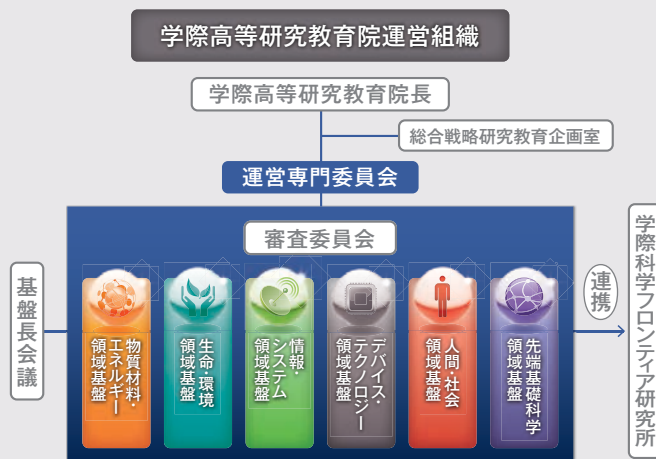 学際高等研究教育院運営組織
学際高等研究教育院長
総合戦略研究教育企画室
運営専門委員会
審査委員会
基盤長会議
物質材料・
エネルギー
領域基盤
生命・環境
領域基盤
情報・
システム
領域基盤
デバイス・
テクノロジー
領域基盤
人間・社会
領域基盤
先端基礎科学
領域基盤
連携
学際科学フロンティア研究所